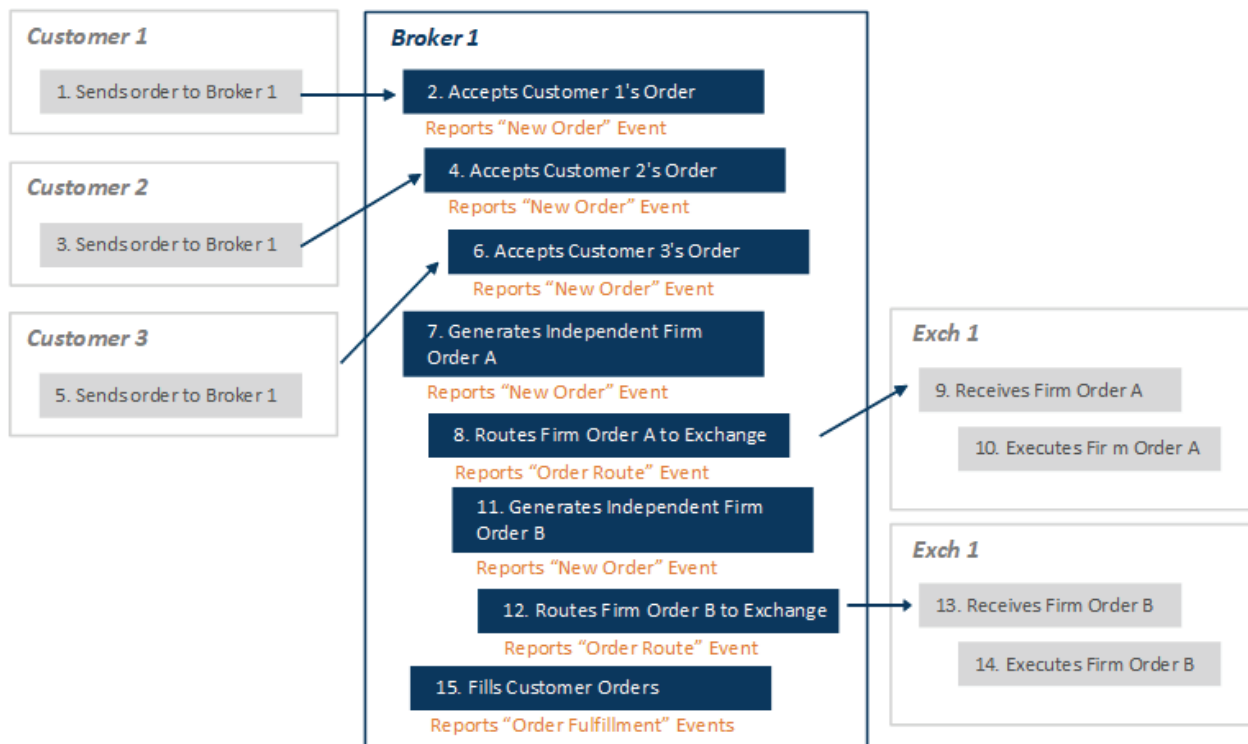 Customer 1
1. Sends order to Broker 1
Customer 2
3. Sends order to Broker 1
Customer 3
5. Sends order to Broker 1
Broker 1
2. Accepts Customer 1's Order
Reports “New Order” Event
4. Accepts Customer 2's Order
Reports “New Order” Event
6. Accepts Customer 3's Order
Reports “New Order” Event
7. Generates Independent Firm
Order A
Reports “New Order” Event
8. Routes Firm Order A to Exchange
Reports “Order Route” Event
11. Generates Independent Firm
Order B
Reports “New Order” Event
12. Routes Firm Order B to Exchange
Reports “Order Route” Event
15. Fills Customer Orders
Reports “Order Fulfillment” Events
Exch 1
9. Receives Firm Order A
10. Executes Fir m Order A
Exch 1
13. Receives Firm Order B
14. Executes Firm Order B